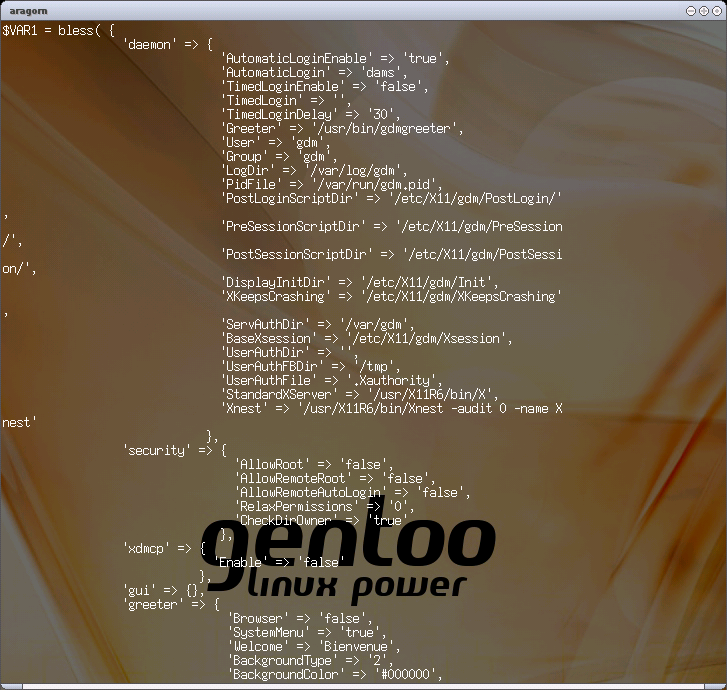 aragorn
$VAR1 = bless( {
'daemon' => {
'AutomaticLoginEnable' => 'true',
'AutomaticLogin' => 'dams',
'TimedLoginEnable' => 'false',
'TimedLogin' => '',
'TimedLoginDelay' => '30',
'Greeter' => '/usr/bin/gdmgreeter',
'User' => 'gdm',
'Group' => 'gdm',
'LogDir' => '/var/log/gdm',
'PidFile' => '/var/run/gdm.pid',
'PostLoginScriptDir' => '/etc/X11/gdm/PostLogin/'
,
'PreSessionScriptDir' => '/etc/X11/gdm/PreSession
/',
'PostSessionScriptDir' => '/etc/X11/gdm/PostSessi
on/',
'DisplayInitDir' => '/etc/X11/gdm/Init',
'XKeepsCrashing' => '/etc/X11/gdm/XKeepsCrashing'
,
'ServAuthDir' => '/var/gdm',
'BaseXsession' => '/etc/X11/gdm/Xsession',
'UserAuthDir' => '',
'UserAuthFBDir' => '/tmp',
'UserAuthFile' => '.Xauthority',
'StandardXServer' => '/usr/X11R6/bin/X',
'Xnest' => '/usr/X11R6/bin/Xnest -audit 0 -name X
nest'
},
'security' => {
'AllowRoot' => 'false',
'AllowRemoteRoot' => 'false',
'AllowRemoteAutoLogin' => 'false',
'RelaxPermissions' => '0',
'CheckDirOwner' => 'true'
},
'xdmcp' => {
'Enable' => 'false'
},
'gui' => {},
'greeter' => {
'Browser' => 'false',
'SystemMenu' => 'true',
'Welcome' => 'Bienvenue',
'BackgroundType' => '2',
'BackgroundColor' => '#000000',
gentoo
linux power